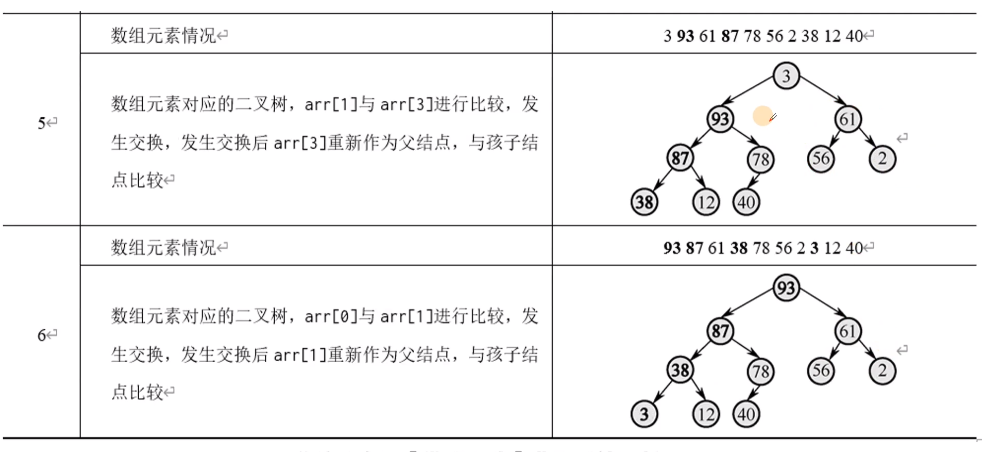 数组元素情况
3 93 61 87 78 56 2 38 12 40
5
数组元素对应的二叉树，arr[1]与arr[3]进行比较，发
生交换，发生交换后arr[3]重新作为父结点，与孩子结
点比较
3
93
61
87
78
56
2
38
12
40
数组元素情况
93 87 61 38 78 56 2 3 12 40
6
数组元素对应的二叉树，arr[0]与arr[1]进行比较，发
生交换，发生交换后arr[1]重新作为父结点，与孩子结
点比较
93
87
61
38
78
56
2
3
12
40